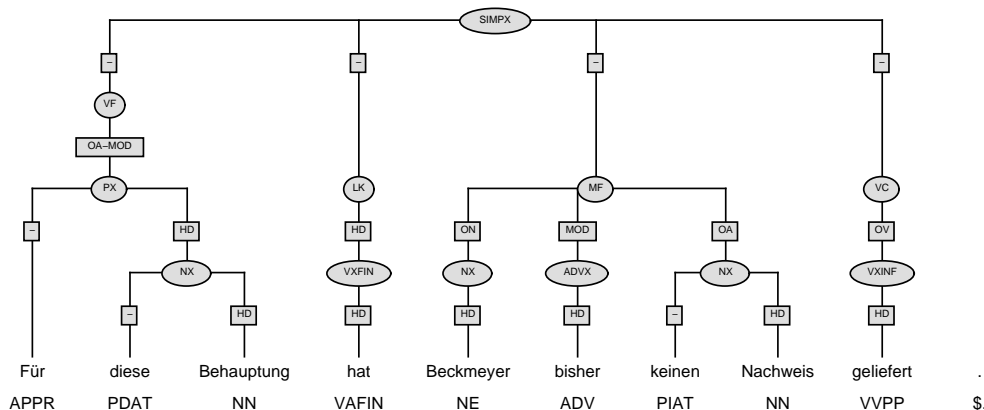 SIMPX
– – – –
VF
OA–MOD
PX LK MF VC
– HD HD ON MOD OA OV
NX VXFIN NX ADVX NX VXINF
– HD HD HD HD – HD HD
Für diese Behauptung hat Beckmeyer bisher keinen Nachweis geliefert .
APPR PDAT NN VAFIN NE ADV PIAT NN VVPP $.